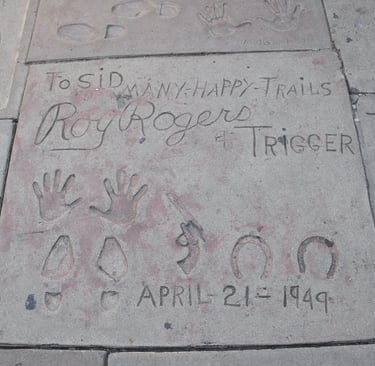 TO SID MANY-HAPPY-TRAILS
Roy Rogers
& TRIGGER
APRIL-21-1949